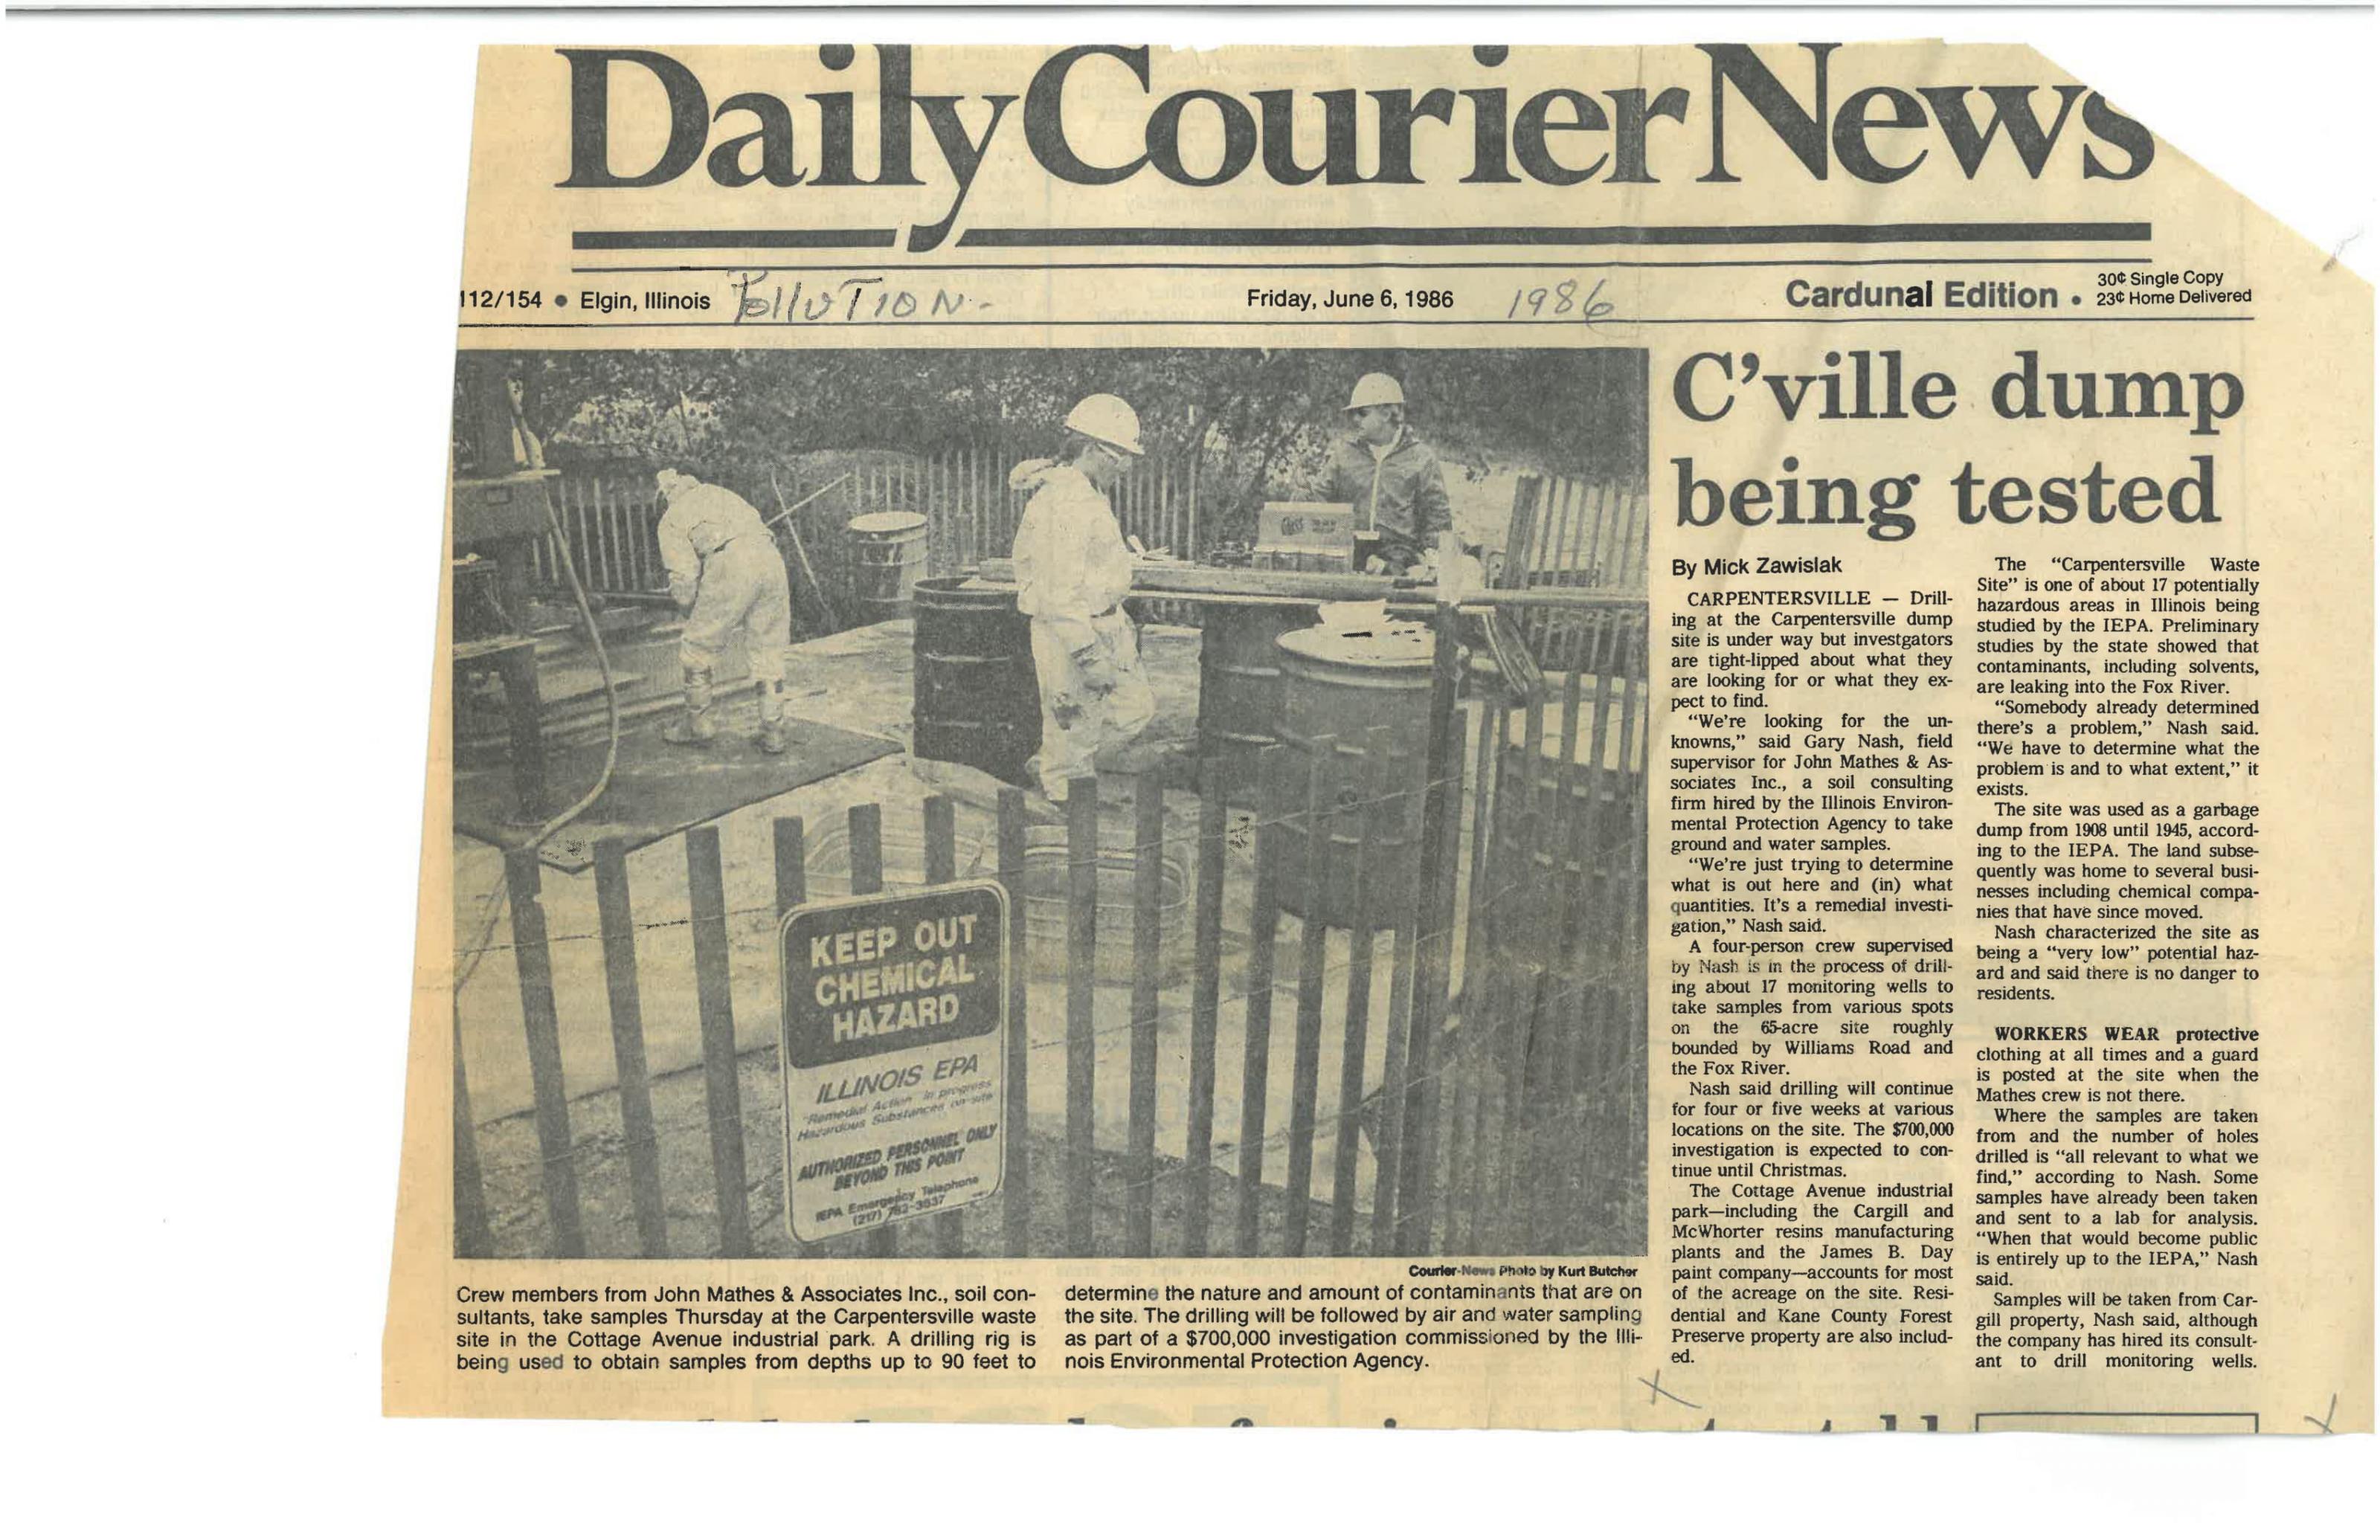 Daily Courier News
112/154 • Elgin, Illinois
Pollution-
Friday, June 6, 1986
1986
Cardunal Edition •
30¢ Single Copy
23¢ Home Delivered
KEEP OUT
CHEMICAL
HAZARD
ILLINOIS EPA
"Remedial Action in progress
Hazardous Substances on-site
AUTHORIZED PERSONNEL ONLY
BEYOND THIS POINT
IEPA Emergency Telephone
(217) 782-3637
Courier-News Photo by Kurt Butcher
Crew members from John Mathes & Associates Inc., soil con-
sultants, take samples Thursday at the Carpentersville waste
site in the Cottage Avenue industrial park. A drilling rig is
being used to obtain samples from depths up to 90 feet to
determine the nature and amount of contaminants that are on
the site. The drilling will be followed by air and water sampling
as part of a $700,000 investigation commissioned by the Illi-
nois Environmental Protection Agency.
C'ville dump
being tested
By Mick Zawislak
CARPENTERSVILLE — Drill-
ing at the Carpentersville dump
site is under way but investgators
are tight-lipped about what they
are looking for or what they ex-
pect to find.
"We're looking for the un-
knowns," said Gary Nash, field
supervisor for John Mathes & As-
sociates Inc., a soil consulting
firm hired by the Illinois Environ-
mental Protection Agency to take
ground and water samples.
"We're just trying to determine
what is out here and (in) what
quantities. It's a remedial investi-
gation," Nash said.
A four-person crew supervised
by Nash is in the process of drill-
ing about 17 monitoring wells to
take samples from various spots
on the 65-acre site roughly
bounded by Williams Road and
the Fox River.
Nash said drilling will continue
for four or five weeks at various
locations on the site. The $700,000
investigation is expected to con-
tinue until Christmas.
The Cottage Avenue industrial
park—including the Cargill and
McWhorter resins manufacturing
plants and the James B. Day
paint company—accounts for most
of the acreage on the site. Resi-
dential and Kane County Forest
Preserve property are also includ-
ed.
The "Carpentersville Waste
Site" is one of about 17 potentially
hazardous areas in Illinois being
studied by the IEPA. Preliminary
studies by the state showed that
contaminants, including solvents,
are leaking into the Fox River.
"Somebody already determined
there's a problem," Nash said.
"We have to determine what the
problem is and to what extent," it
exists.
The site was used as a garbage
dump from 1908 until 1945, accord-
ing to the IEPA. The land subse-
quently was home to several busi-
nesses including chemical compa-
nies that have since moved.
Nash characterized the site as
being a "very low" potential haz-
ard and said there is no danger to
residents.
WORKERS WEAR protective
clothing at all times and a guard
is posted at the site when the
Mathes crew is not there.
Where the samples are taken
from and the number of holes
drilled is "all relevant to what we
find," according to Nash. Some
samples have already been taken
and sent to a lab for analysis.
"When that would become public
is entirely up to the IEPA," Nash
said.
Samples will be taken from Car-
gill property, Nash said, although
the company has hired its consult-
ant to drill monitoring wells.